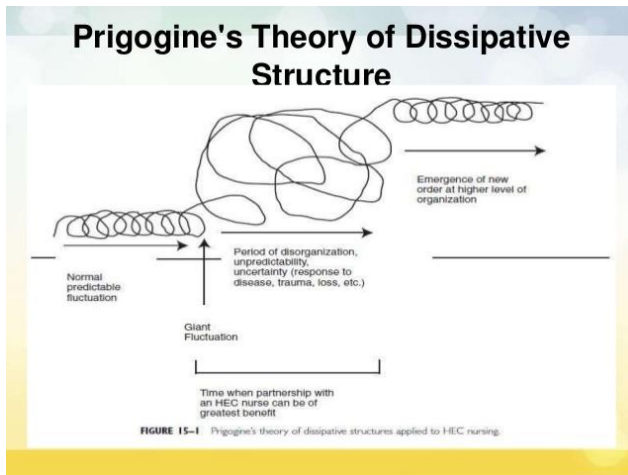 Prigogine's Theory of Dissipative
Structure
Emergence of new
order at higher level of
organization
Period of disorganization,
unpredictability,
uncertainty (response to
disease, trauma, loss, etc.)
Normal
predictable
fluctuation
Giant
Fluctuation
Time when partnership with
an HEC nurse can be of
greatest benefit
FIGURE 15–1 Prigogine's theory of dissipative structures applied to HEC nursing.